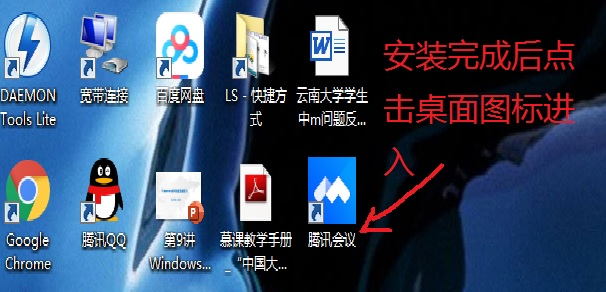 DAEMON
Tools Lite
宽带连接
百度网盘
LS - 快捷方
式
云南大学学生
中m问题反...
安装完成后点
击桌面图标进
入
Google
Chrome
腾讯QQ
第9讲
Windows...
慕课教学手册
_“中国大...
腾讯会议